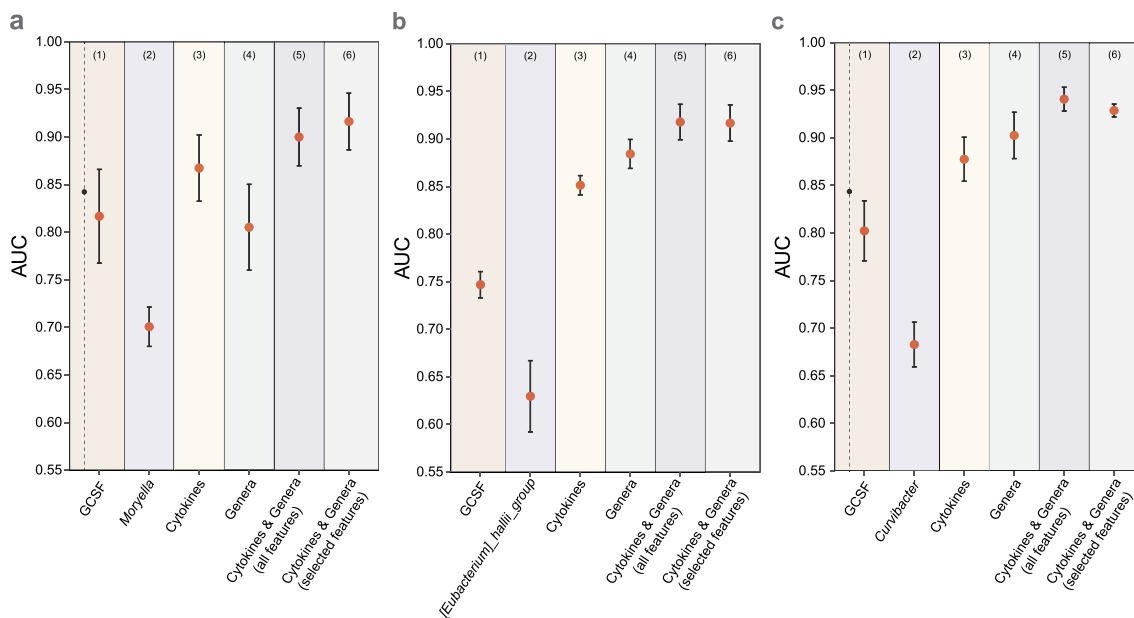 a
AUC
1.00
0.95
0.90
0.85
0.80
0.75
0.70
0.65
0.60
0.55
(1)
(2)
(3)
(4)
(5)
(6)
GCSF
Moryella
Cytokines
Genera
Cytokines & Genera
(all features)
Cytokines & Genera
(selected features)
b
AUC
1.00
0.95
0.90
0.85
0.80
0.75
0.70
0.65
0.60
0.55
(1)
(2)
(3)
(4)
(5)
(6)
GCSF
[Eubacterium]_hallii_group
Cytokines
Genera
Cytokines & Genera
(all features)
Cytokines & Genera
(selected features)
c
AUC
1.00
0.95
0.90
0.85
0.80
0.75
0.70
0.65
0.60
0.55
(1)
(2)
(3)
(4)
(5)
(6)
GCSF
Curvibacter
Cytokines
Genera
Cytokines & Genera
(all features)
Cytokines & Genera
(selected features)